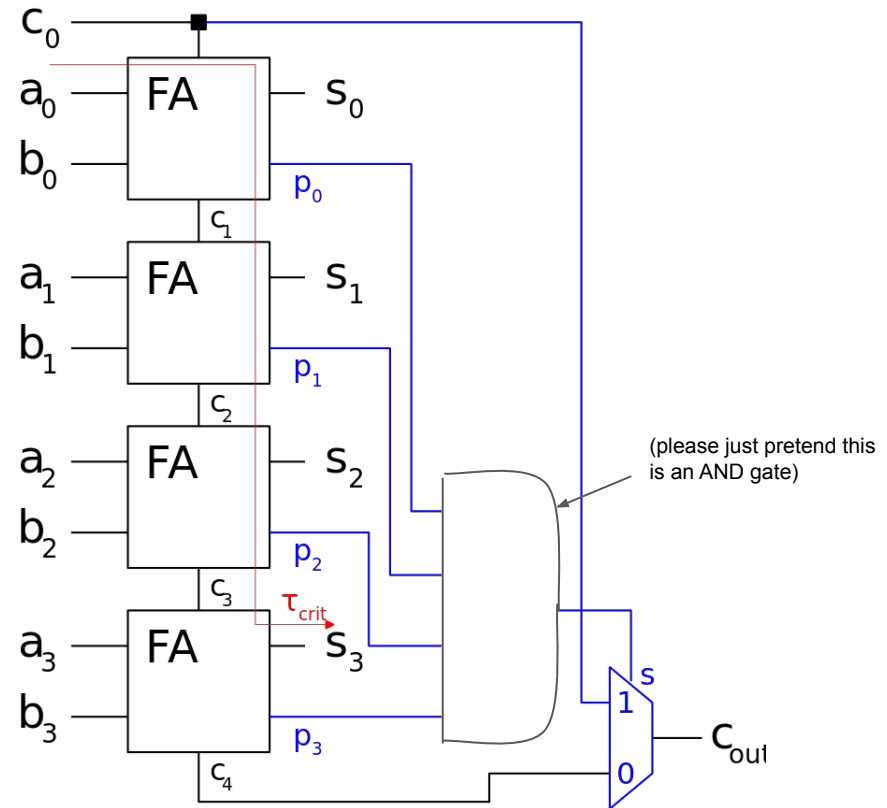 c0
a0 FA s0
b0 p0
c1
a1 FA s1
b1 p1
c2
a2 FA s2
(please just pretend this
is an AND gate)
b2 p2
c3
τcrit
a3 FA s3
s
1
b3 p3
cout
c4
0